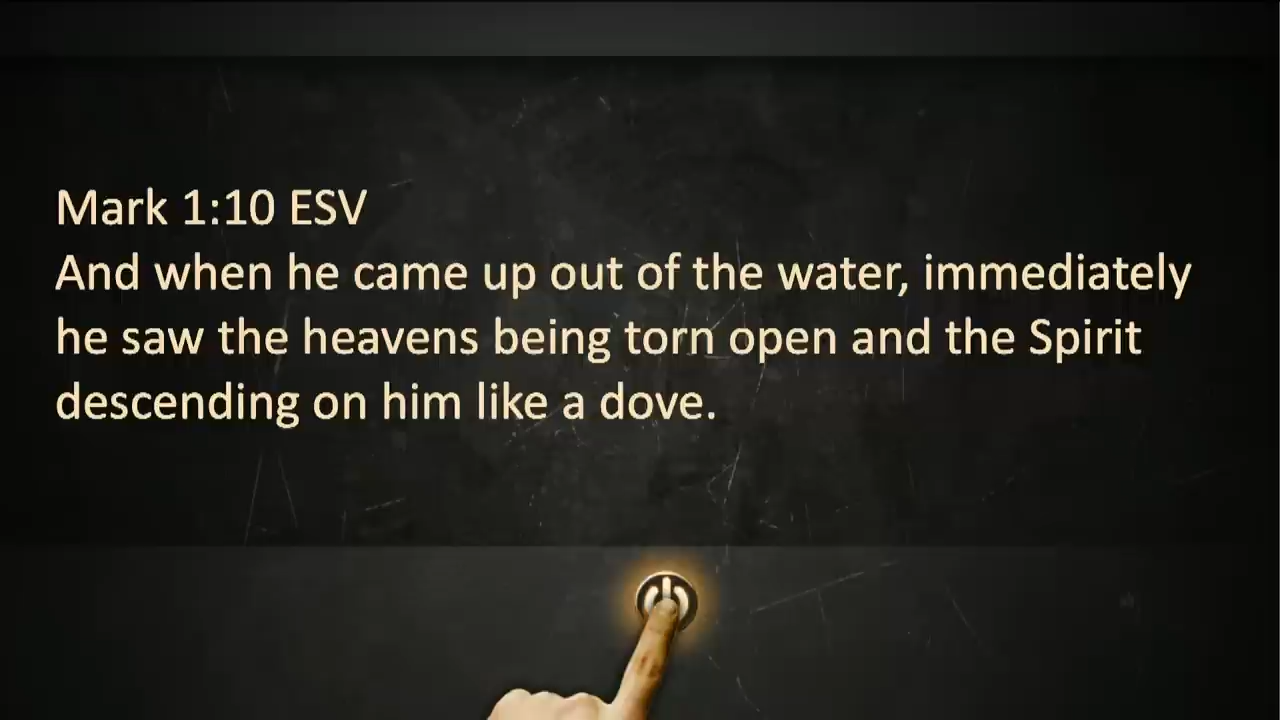 Mark 1:10 ESV
And when he came up out of the water, immediately
he saw the heavens being torn open and the Spirit
descending on him like a dove.